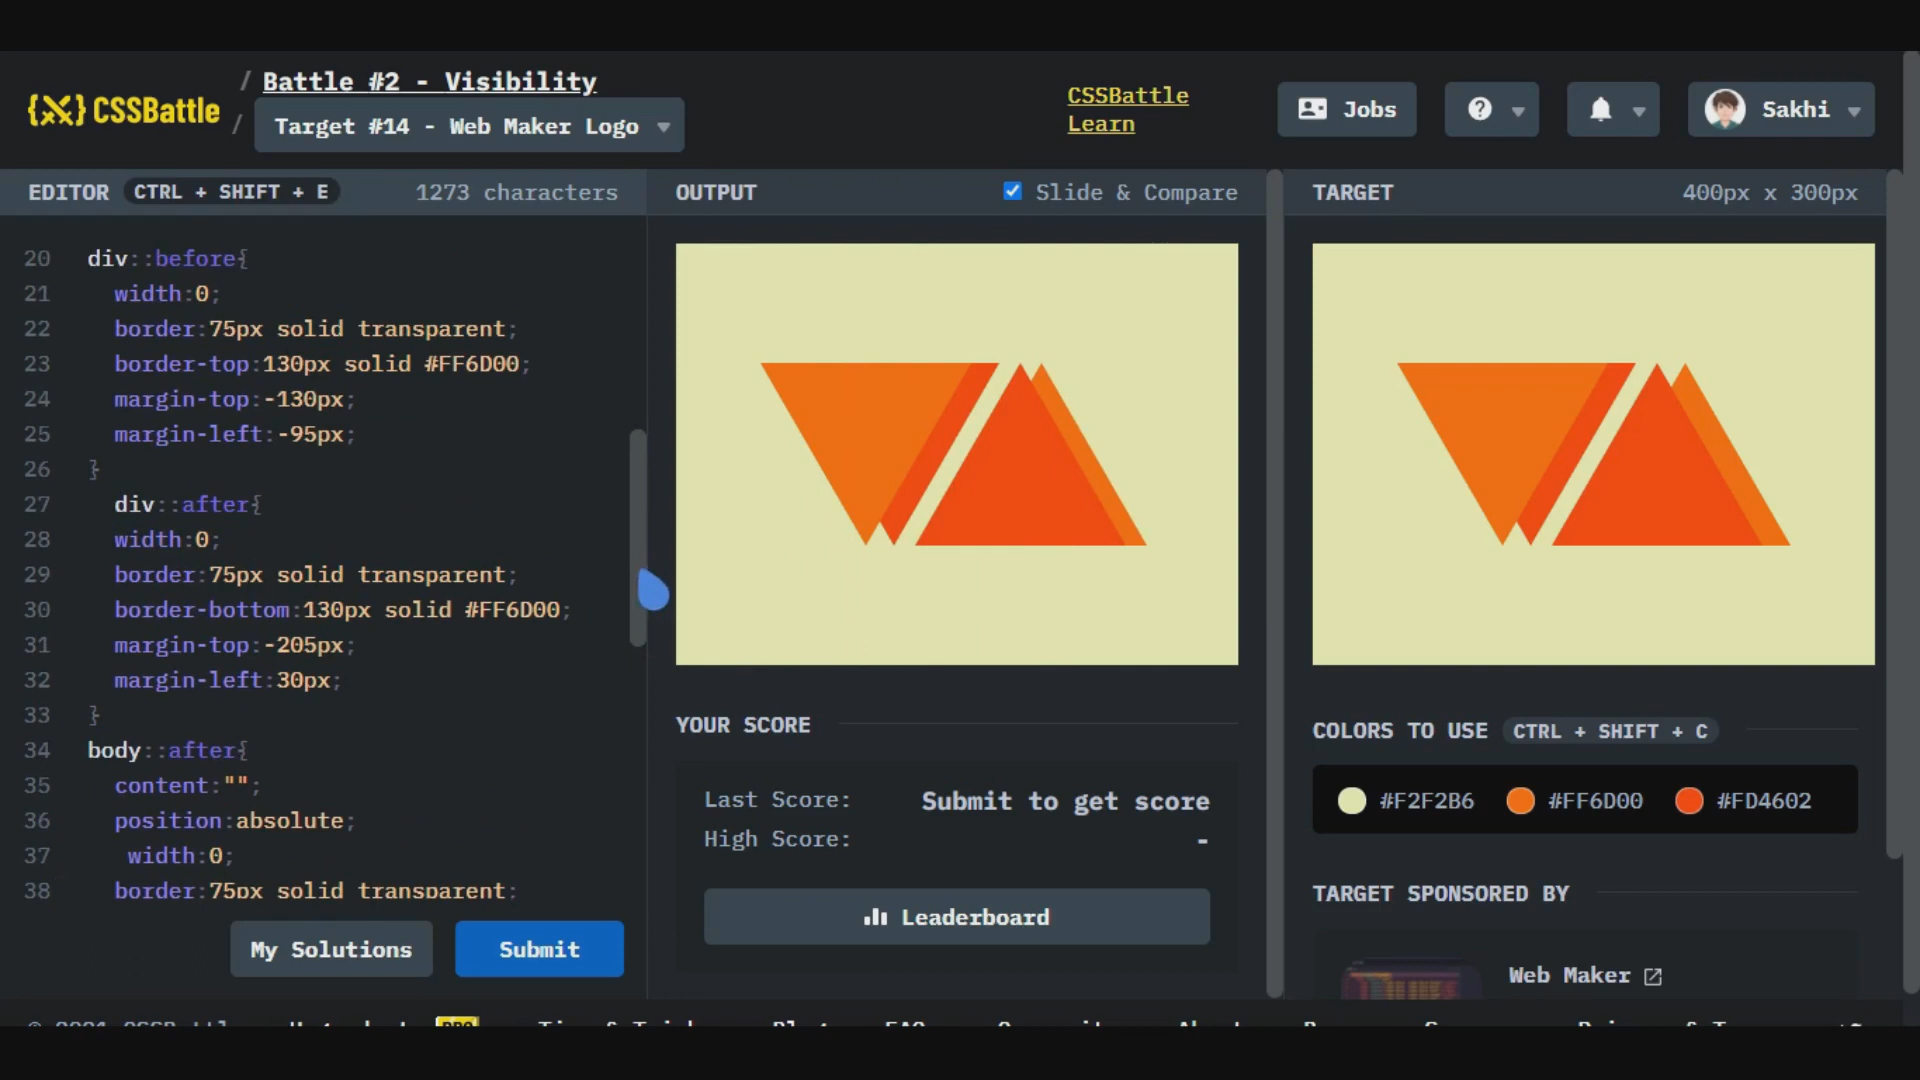 {X} CSSBattle
/ Battle #2 - Visibility
/ Target #14 - Web Maker Logo
CSSBattle
Learn
Jobs
Sakhi
EDITOR CTRL + SHIFT + E 1273 characters
OUTPUT Slide & Compare
TARGET 400px x 300px
20 div::before{
21 width:0;
22 border:75px solid transparent;
23 border-top:130px solid #FF6D00;
24 margin-top:-130px;
25 margin-left:-95px;
26 }
27 div::after{
28 width:0;
29 border:75px solid transparent;
30 border-bottom:130px solid #FF6D00;
31 margin-top:-205px;
32 margin-left:30px;
33 }
34 body::after{
35 content:"";
36 position:absolute;
37 width:0;
38 border:75px solid transparent;
My Solutions
Submit
YOUR SCORE
Last Score: Submit to get score
High Score: -
Leaderboard
COLORS TO USE CTRL + SHIFT + C
#F2F2B6 #FF6D00 #FD4602
TARGET SPONSORED BY
Web Maker